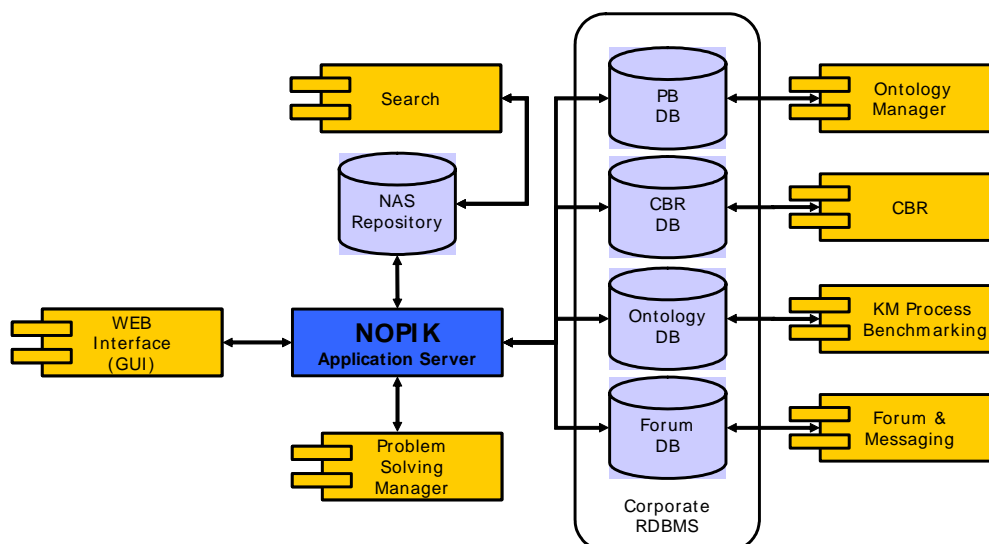 Search
NAS
Repository
WEB
Interface
(GUI)
NOPIK
Application Server
Problem
Solving
Manager
PB
DB
CBR
DB
Ontology
DB
Forum
DB
Corporate
RDBMS
Ontology
Manager
CBR
KM Process
Benchmarking
Forum &
Messaging